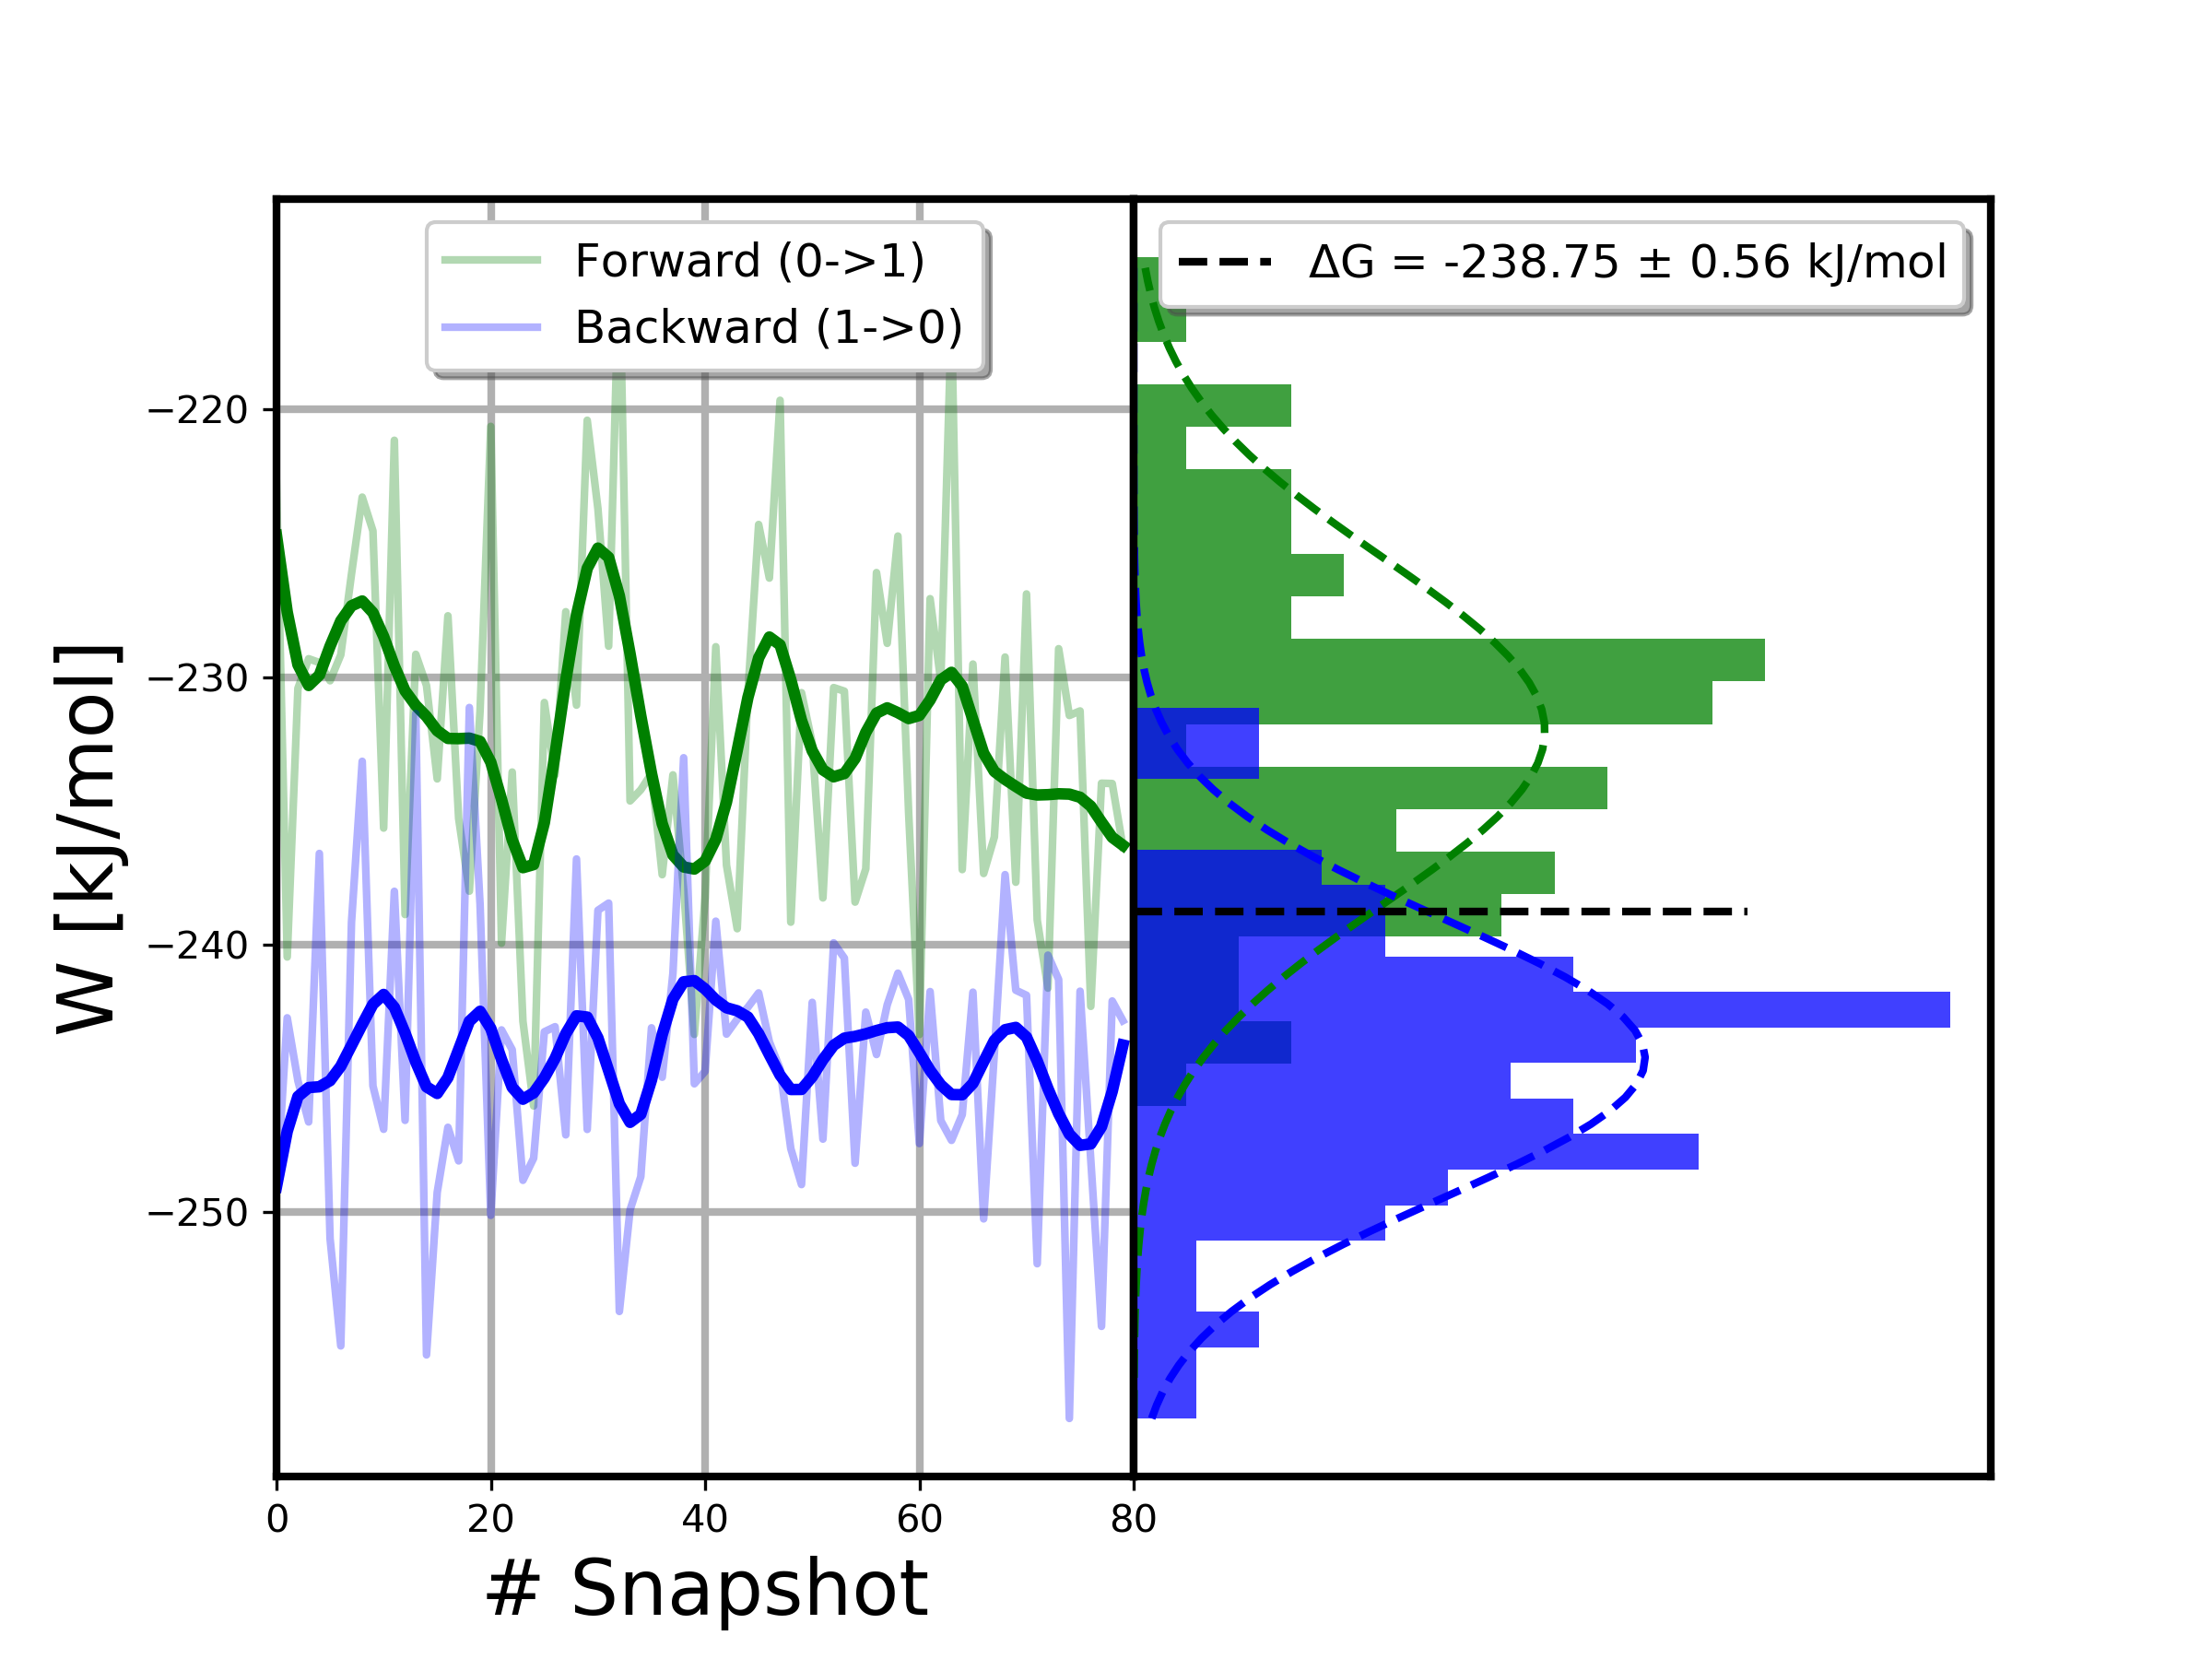 Forward (0->1)
Backward (1->0)
ΔG = -238.75 ± 0.56 kJ/mol
W [kJ/mol]
−220
−230
−240
−250
0 20 40 60 80
# Snapshot